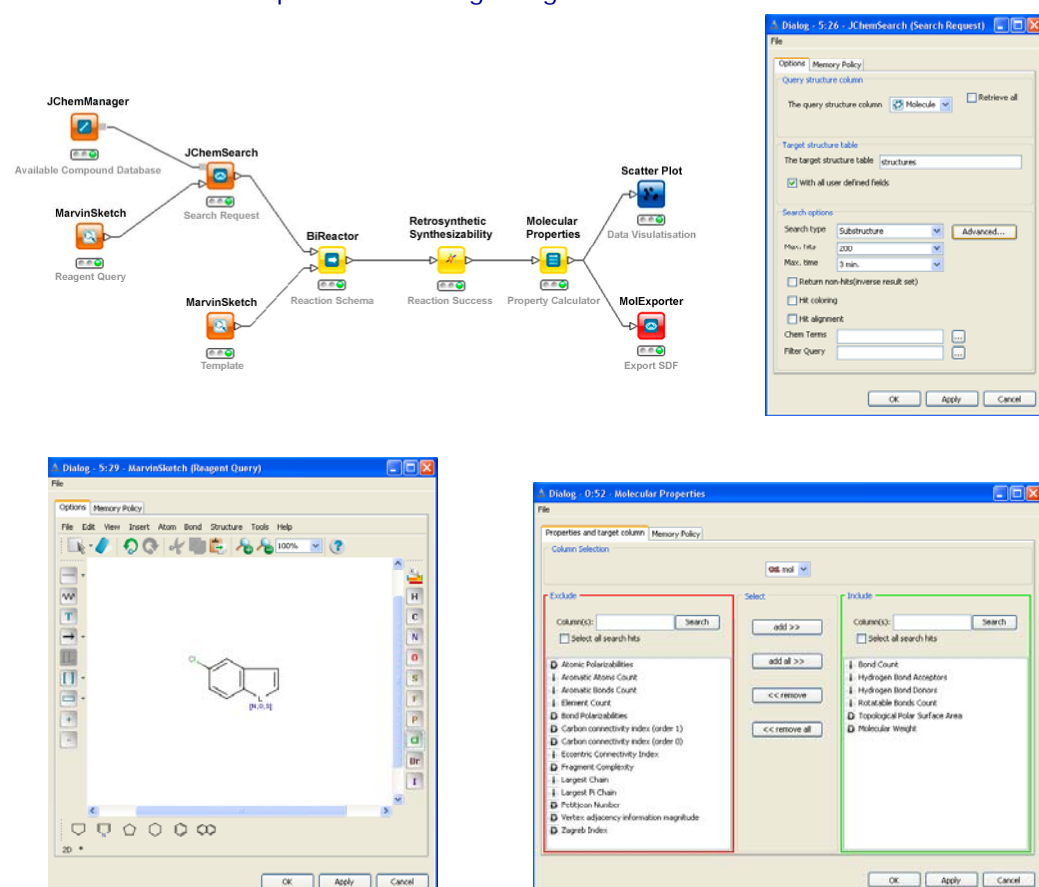 JChemManager
Available Compound Database
MarvinSketch
Reagent Query
JChemSearch
Search Request
MarvinSketch
Template
BiReactor
Reaction Schema
Retrosynthetic
Synthesizability
Reaction Success
Molecular
Properties
Property Calculator
Scatter Plot
Data Visulatisation
MolExporter
Export SDF
Dialog - 5:26 - JChemSearch (Search Request)
File
Options Memory Policy
Query structure column
The query structure column Molecule Retrieve all
Target structure table
The target structure table structures
With all user defined fields
Search options
Search type Substructure Advanced...
Max. hits 200
Max. time 3 min.
Return non-hits(inverse result set)
Hit coloring
Hit alignment
Chem Terms ...
Filter Query ...
OK Apply Cancel
Dialog - 5:29 - MarvinSketch (Reagent Query)
File
Options Memory Policy
File Edit View Insert Atom Bond Structure Tools Help
100%
T
H
C
N
O
S
F
P
Cl
Br
I
Cl
L
[N,O,S]
2D *
OK Apply Cancel
Dialog - 0:52 - Molecular Properties
File
Properties and target column Memory Policy
Column Selection
mol
Exclude
Column(s): Search
Select all search hits
Atomic Polarizabilities
Aromatic Atoms Count
Aromatic Bonds Count
Element Count
Bond Polarizabilities
Carbon connectivity index (order 1)
Carbon connectivity index (order 0)
Eccentric Connectivity Index
Fragment Complexity
Largest Chain
Largest Pi Chain
Petitjean Number
Vertex adjacency information magnitude
Zagreb Index
Select
add >>
add all >>
<< remove
<< remove all
Include
Column(s): Search
Select all search hits
Bond Count
Hydrogen Bond Acceptors
Hydrogen Bond Donors
Rotatable Bonds Count
Topological Polar Surface Area
Molecular Weight
OK Apply Cancel